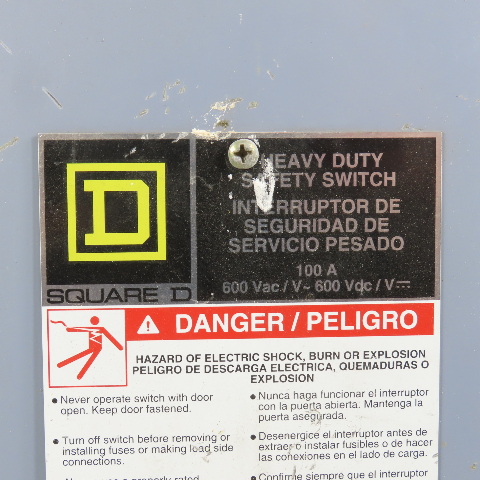 D
SQUARE D
HEAVY DUTY
SAFETY SWITCH
INTERRUPTOR DE
SEGURIDAD DE
SERVICIO PESADO
100 A
600 Vac / V~ 600 Vdc / V⎓
DANGER / PELIGRO
HAZARD OF ELECTRIC SHOCK, BURN OR EXPLOSION
PELIGRO DE DESCARGA ELECTRICA, QUEMADURAS O
EXPLOSION
● Never operate switch with door
open. Keep door fastened.
● Turn off switch before removing or
installing fuses or making load side
connections.
● Nunca haga funcionar el interruptor
con la puerta abierta. Mantenga la
puerta asegurada.
● Desenergice el interruptor antes de
extraer o instalar fusibles o de hacer
las conexiones en el lado de carga.
● Confirme siempre que el interruptor